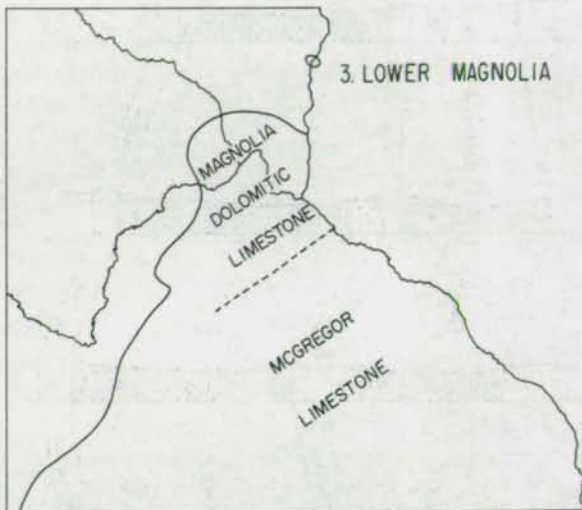 3. LOWER MAGNOLIA
MAGNOLIA
DOLOMITIC
LIMESTONE
MCGREGOR
LIMESTONE